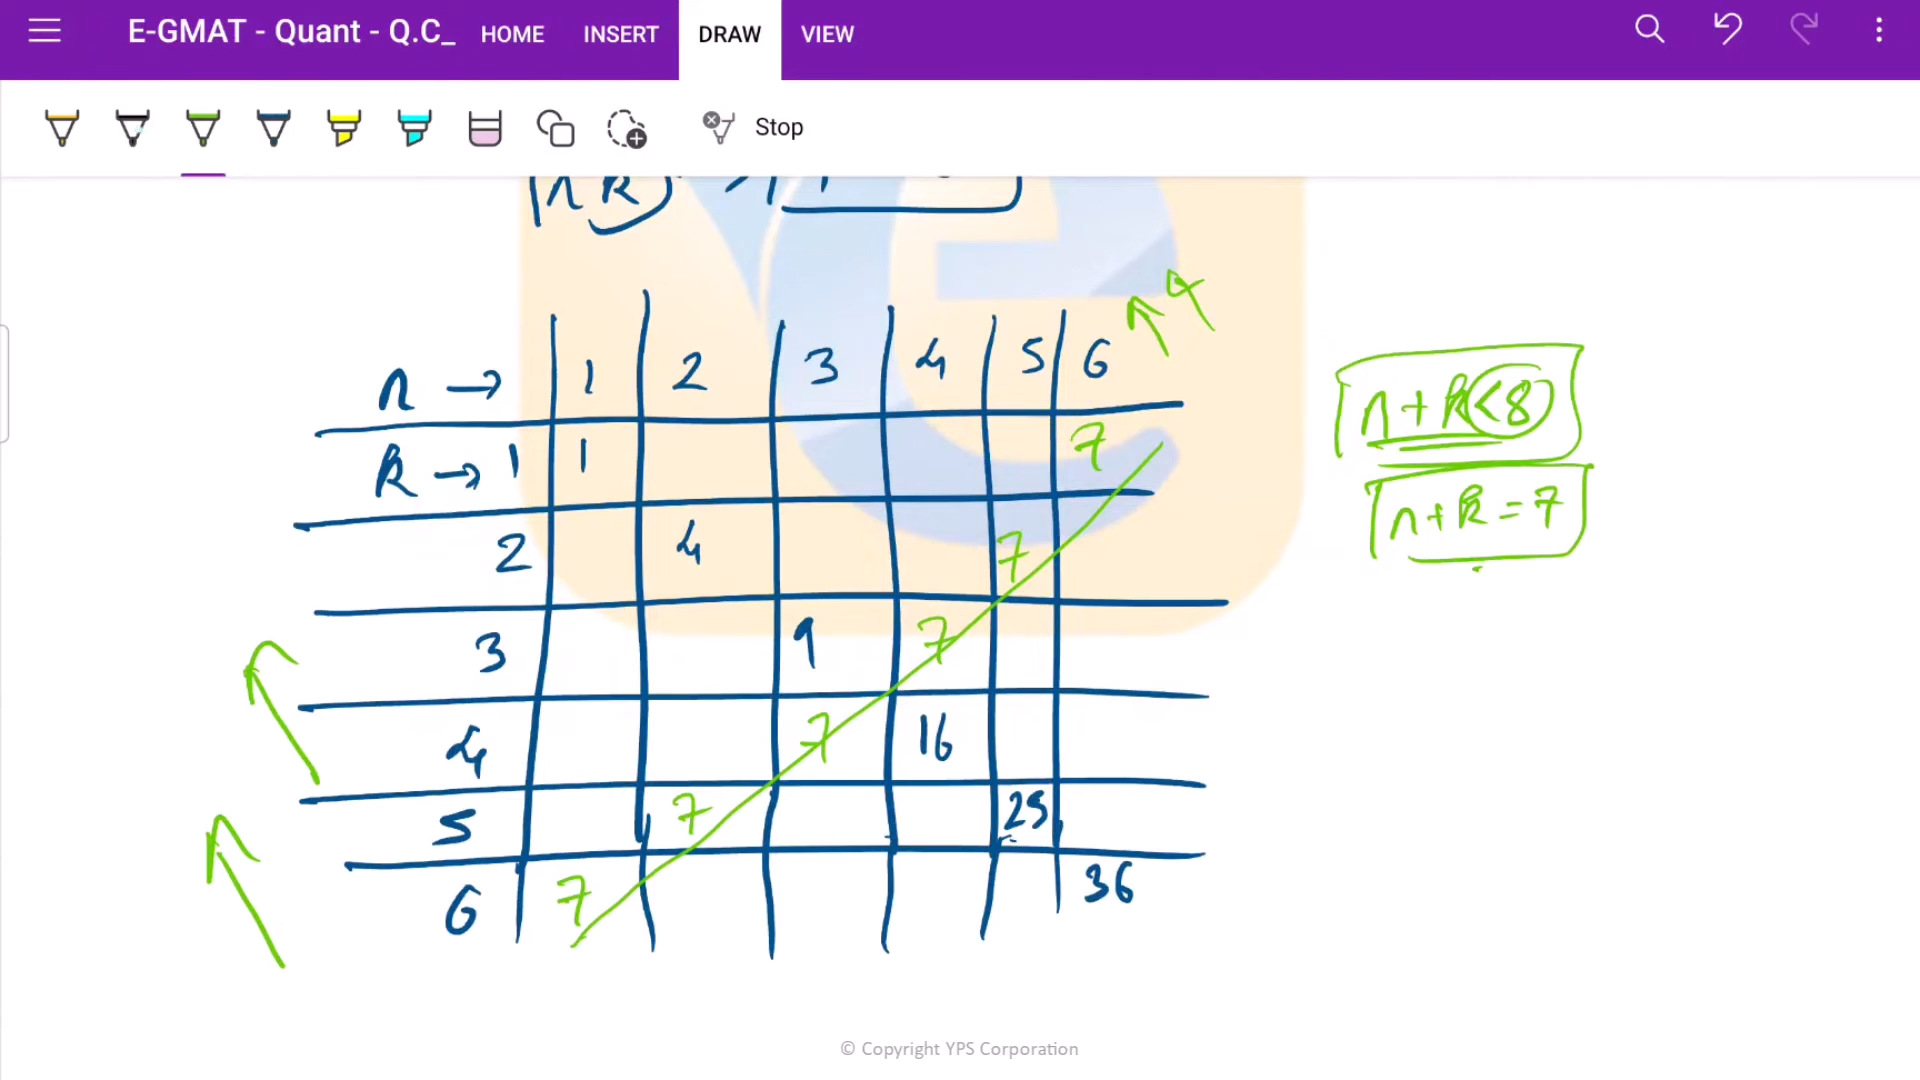 E-GMAT - Quant - Q.C_ HOME INSERT DRAW VIEW
Stop
n → 1 2 3 4 5 6
k → 1 1 7
2 4 7
3 9 7
4 7 16
5 7 25
6 7 36
n + k < 8
n + k = 7
© Copyright YPS Corporation